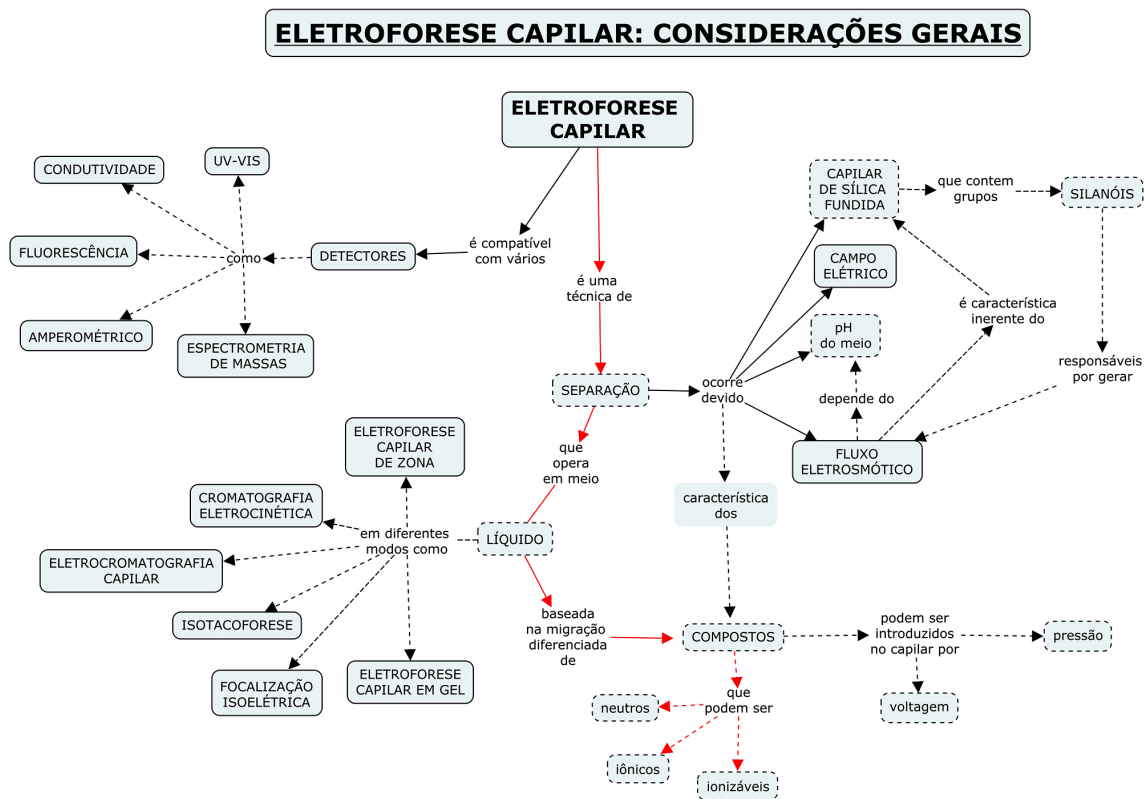 ELETROFORESE CAPILAR: CONSIDERAÇÕES GERAIS
ELETROFORESE
CAPILAR
é compatível
com vários
DETECTORES
como
CONDUTIVIDADE
UV-VIS
FLUORESCÊNCIA
AMPEROMÉTRICO
ESPECTROMETRIA
DE MASSAS
é uma
técnica de
SEPARAÇÃO
ocorre
devido
CAPILAR
DE SÍLICA
FUNDIDA
que contem
grupos
SILANÓIS
CAMPO
ELÉTRICO
pH
do meio
é característica
inerente do
responsáveis
por gerar
depende do
FLUXO
ELETROSMÓTICO
característica
dos
que
opera
em meio
LÍQUIDO
em diferentes
modos como
ELETROFORESE
CAPILAR
DE ZONA
CROMATOGRAFIA
ELETROCINÉTICA
ELETROCROMATOGRAFIA
CAPILAR
ISOTACOFORESE
FOCALIZAÇÃO
ISOELÉTRICA
ELETROFORESE
CAPILAR EM GEL
baseada
na migração
diferenciada
de
COMPOSTOS
podem ser
introduzidos
no capilar por
pressão
voltagem
que
podem ser
neutros
iônicos
ionizáveis